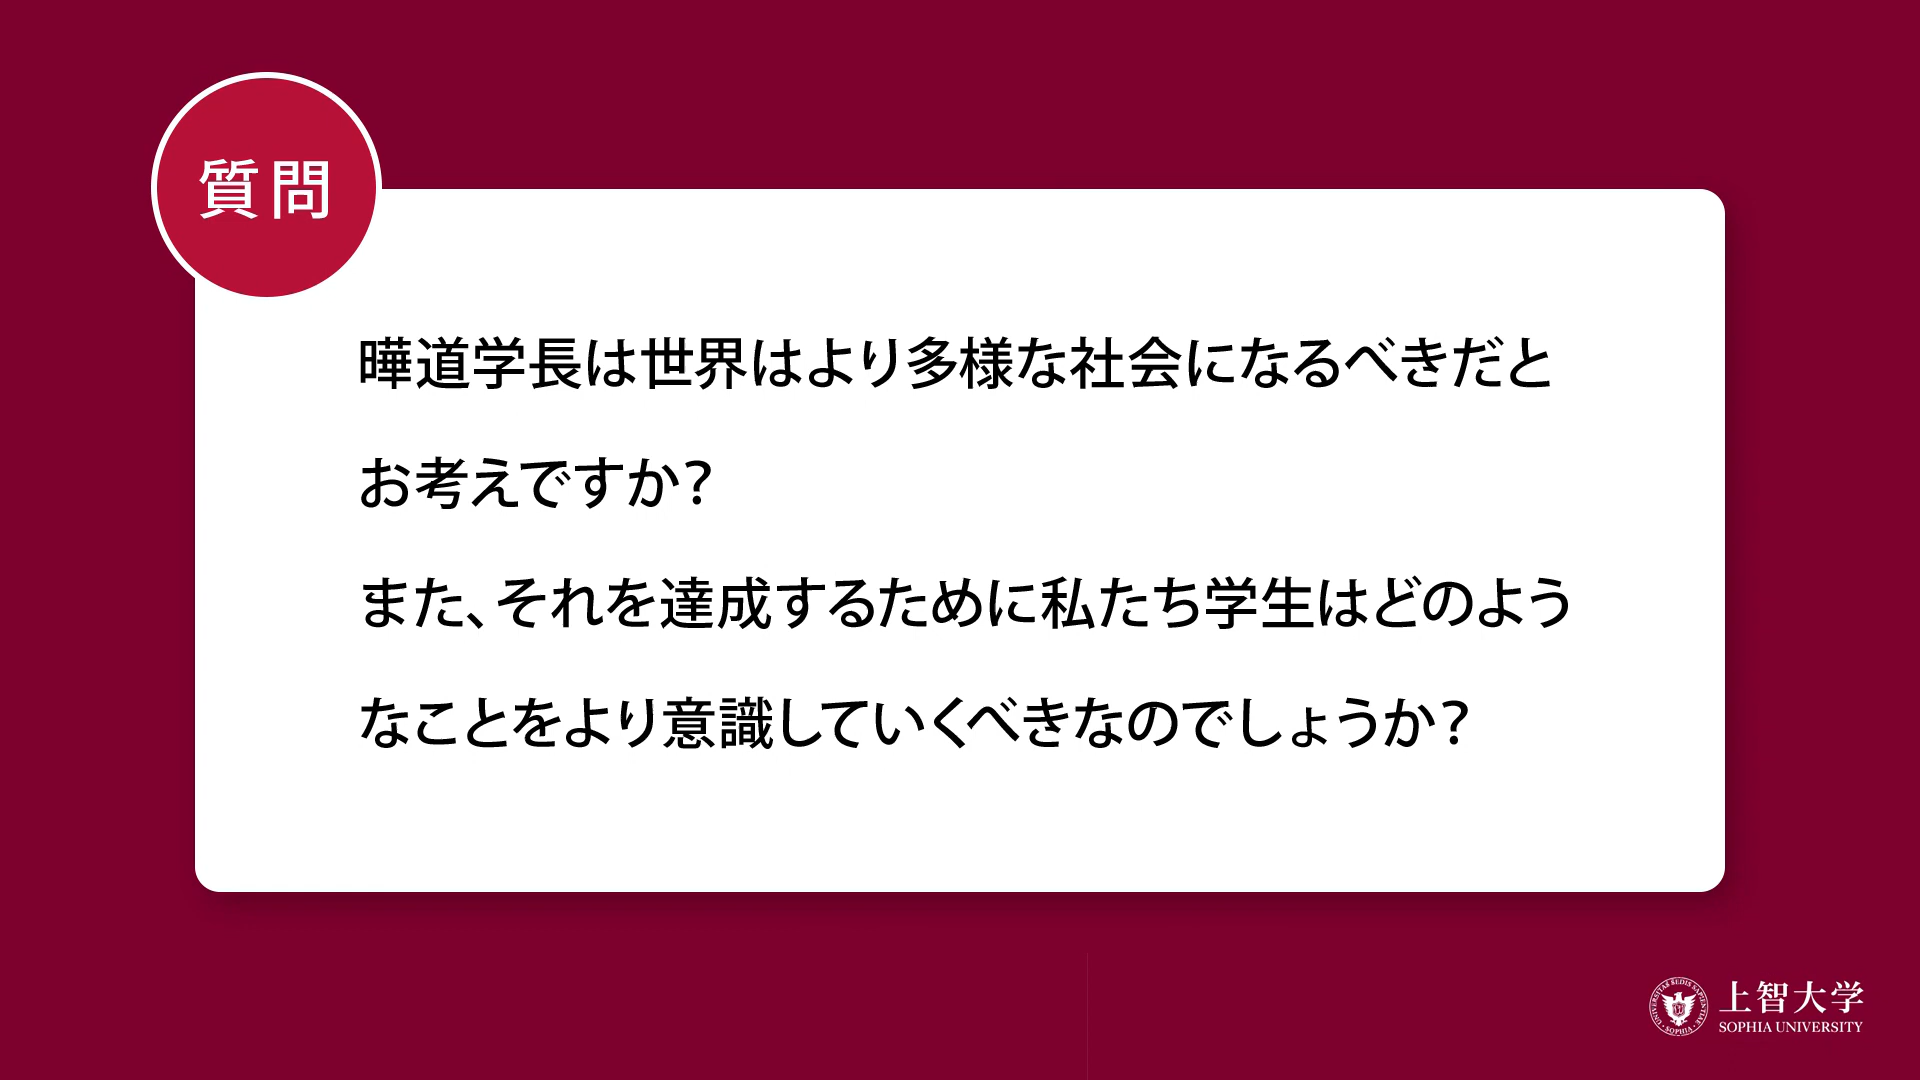 質問
曄道学長は世界はより多様な社会になるべきだと
お考えですか?
また、それを達成するために私たち学生はどのよう
なことをより意識していくべきなのでしょうか?
上智大学
SOPHIA UNIVERSITY
UNIVERSITAS SEDIS SAPIENTIAE
SOPHIA